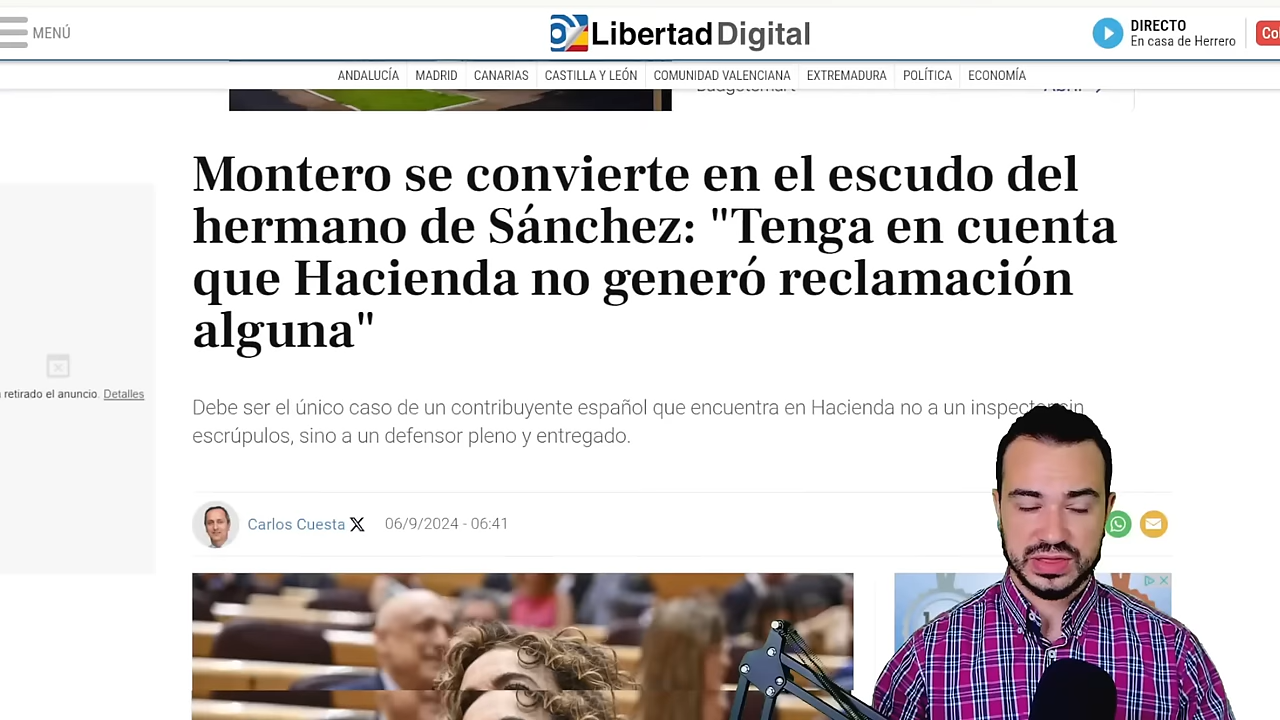 MENÚ
Libertad Digital
DIRECTO
En casa de Herrero
ANDALUCÍA
MADRID
CANARIAS
CASTILLA Y LEÓN
COMUNIDAD VALENCIANA
EXTREMADURA
POLÍTICA
ECONOMÍA
Montero se convierte en el escudo del
hermano de Sánchez: "Tenga en cuenta
que Hacienda no generó reclamación
alguna"
retirado el anuncio. Detalles
Debe ser el único caso de un contribuyente español que encuentra en Hacienda no a un inspector sin
escrúpulos, sino a un defensor pleno y entregado.
Carlos Cuesta
06/9/2024 - 06:41